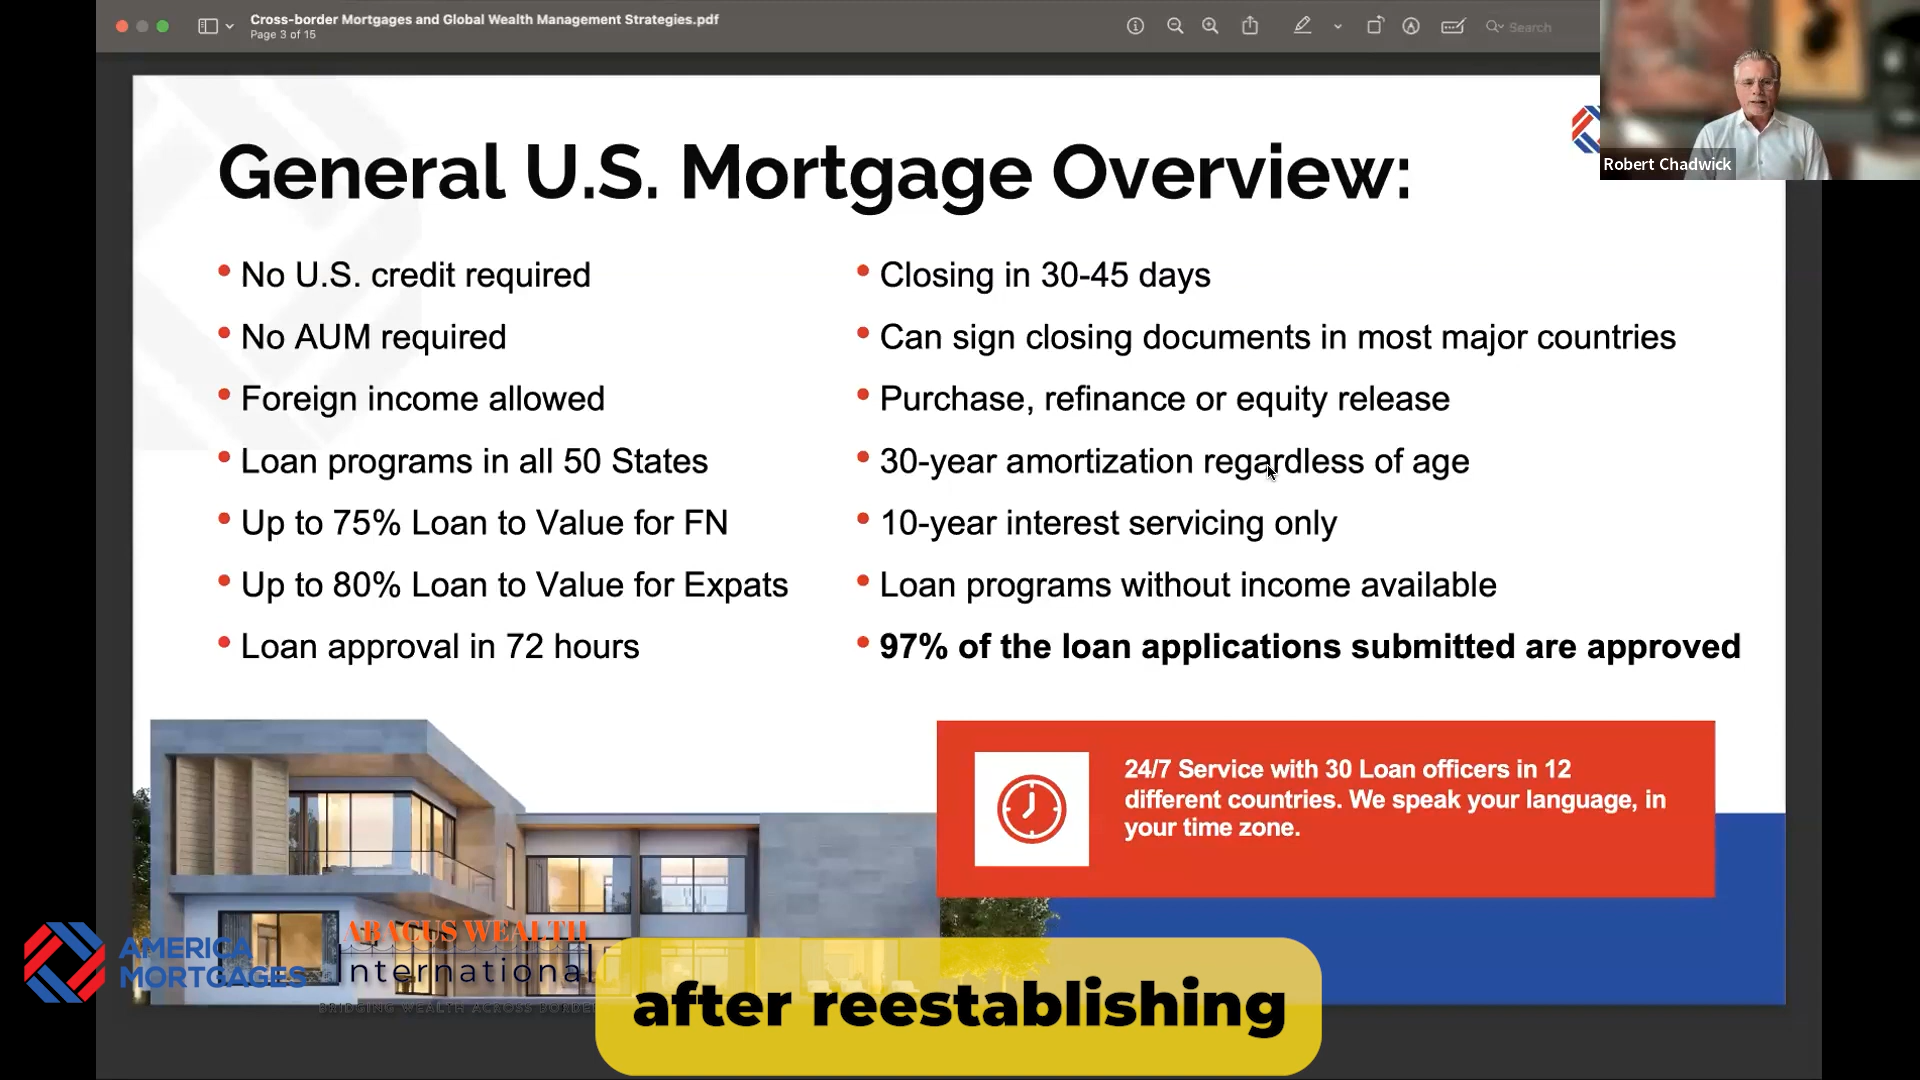 Cross-border Mortgages and Global Wealth Management Strategies.pdf
Page 3 of 15
Search
Robert Chadwick
General U.S. Mortgage Overview:
No U.S. credit required
No AUM required
Foreign income allowed
Loan programs in all 50 States
Up to 75% Loan to Value for FN
Up to 80% Loan to Value for Expats
Loan approval in 72 hours
Closing in 30-45 days
Can sign closing documents in most major countries
Purchase, refinance or equity release
30-year amortization regardless of age
10-year interest servicing only
Loan programs without income available
97% of the loan applications submitted are approved
24/7 Service with 30 Loan officers in 12
different countries. We speak your language, in
your time zone.
AMERICA
MORTGAGES
ABACUS WEALTH
International
BRIDGING WEALTH ACROSS BORDER
after reestablishing